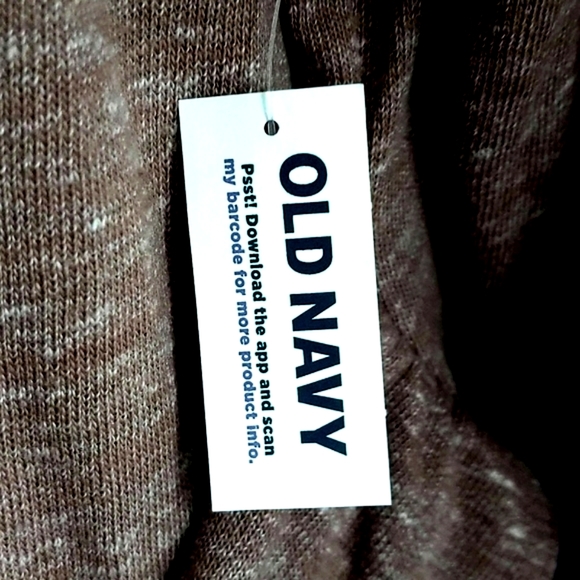 OLD NAVY
Psst! Download the app and scan
my barcode for more product info.